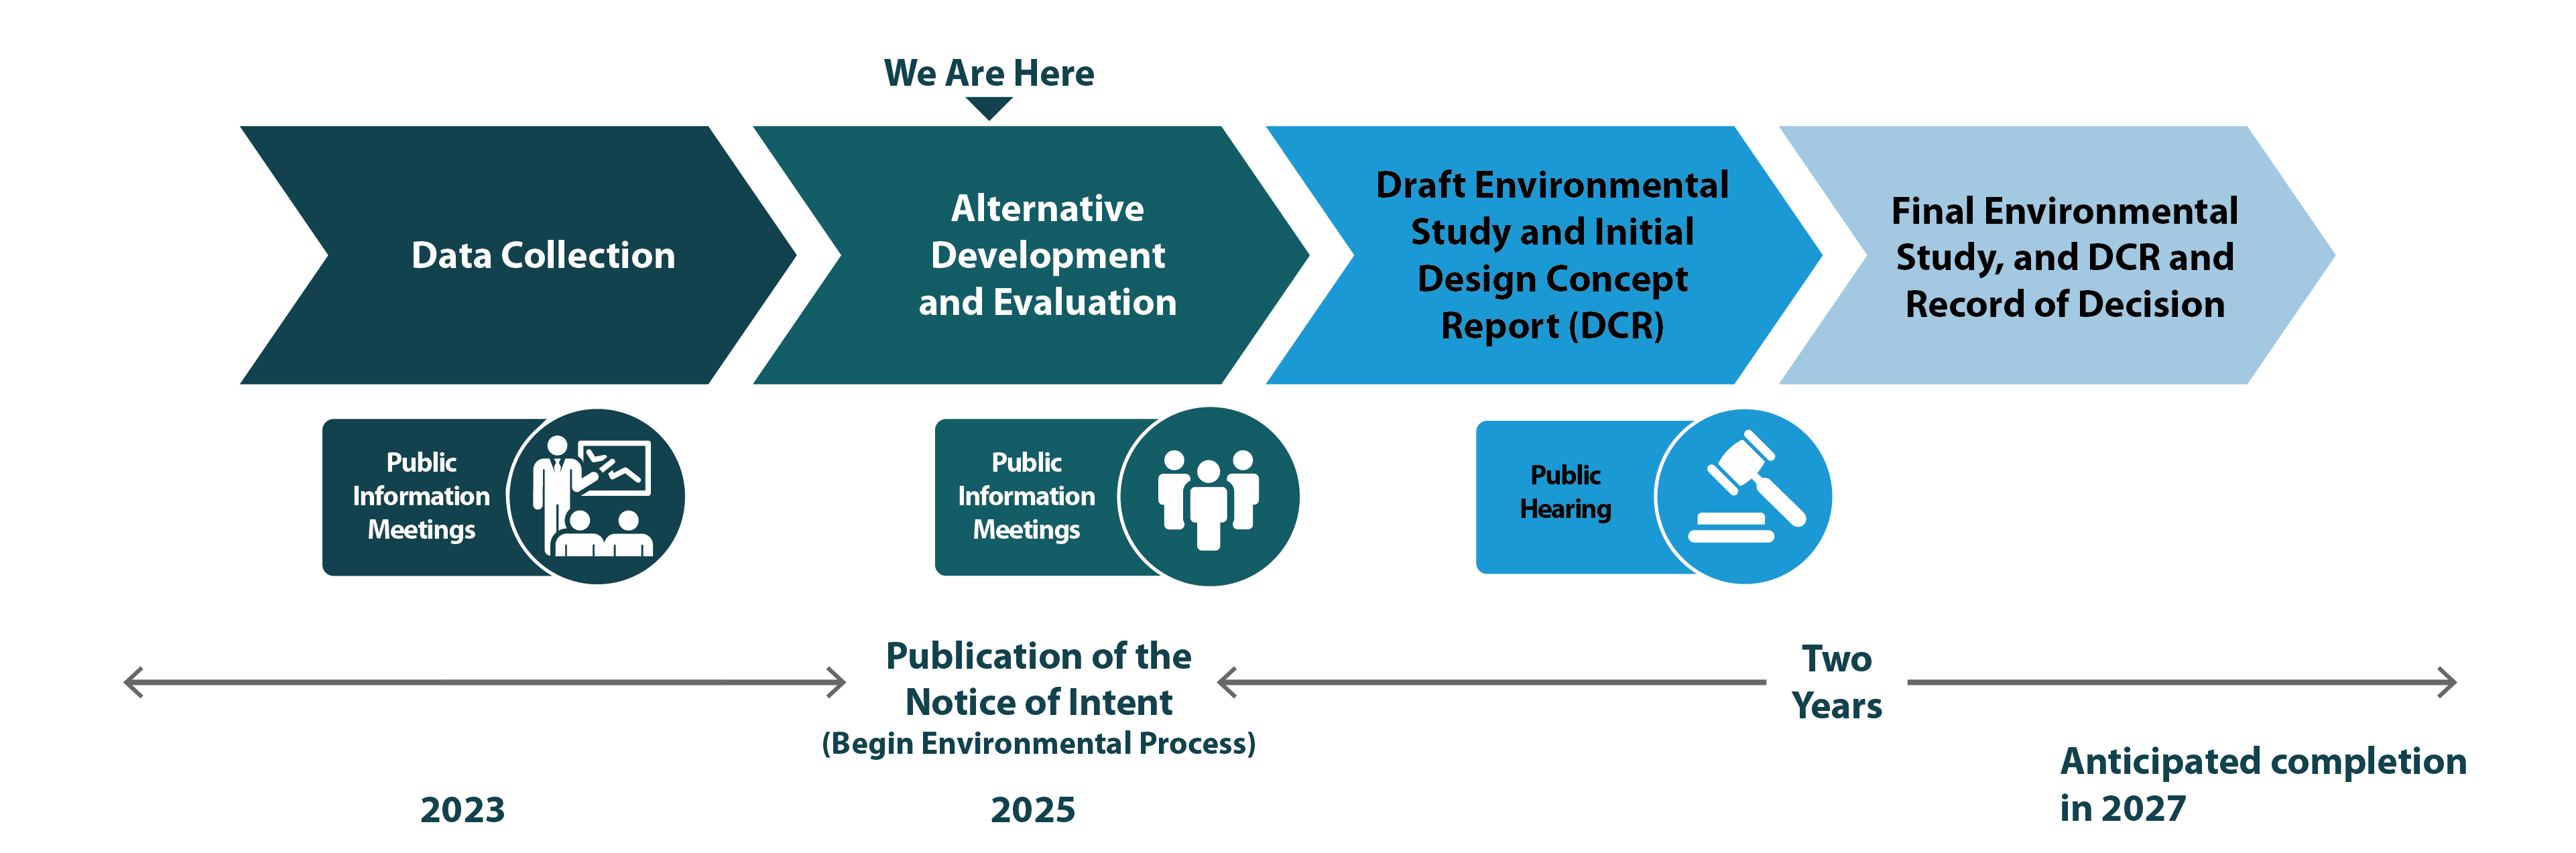 We Are Here
Data Collection
Alternative
Development
and Evaluation
Draft Environmental
Study and Initial
Design Concept
Report (DCR)
Final Environmental
Study, and DCR and
Record of Decision
Public
Information
Meetings
Public
Information
Meetings
Public
Hearing
Publication of the
Notice of Intent
(Begin Environmental Process)
Two
Years
2023
2025
Anticipated completion
in 2027